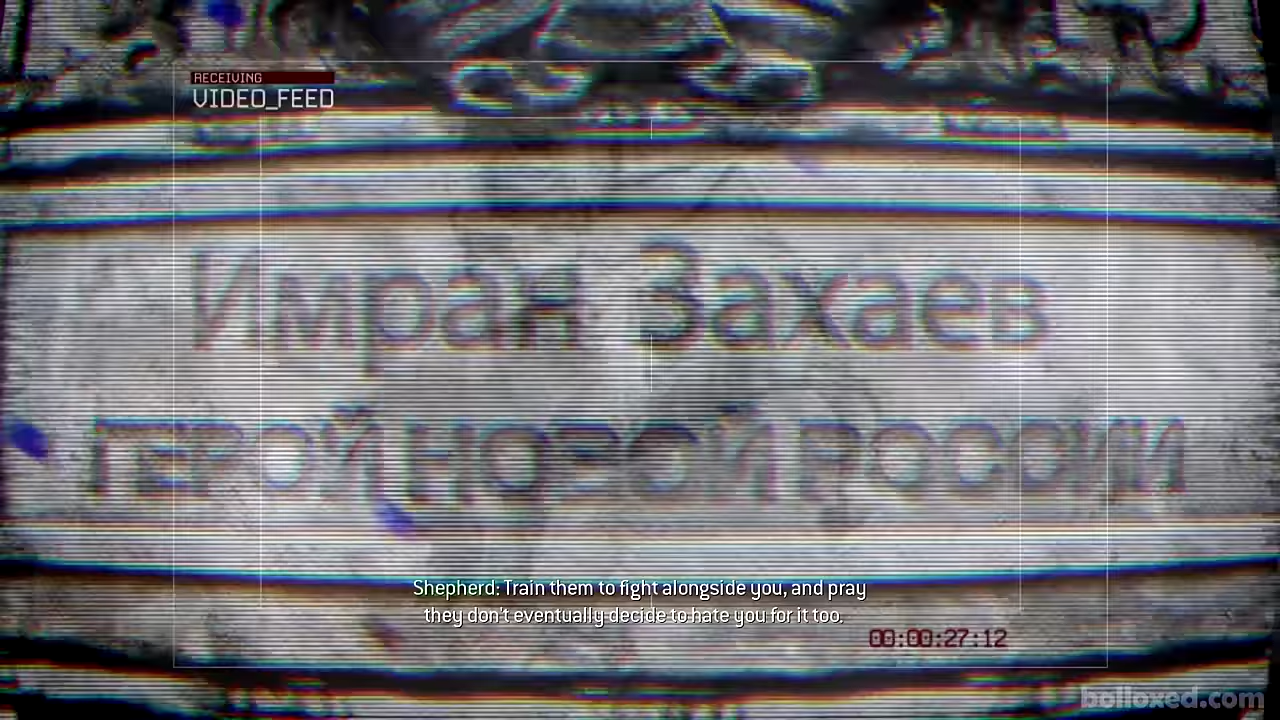 RECEIVING
VIDEO_FEED
Имран Захаев
ГЕРОЙ НОВОЙ РОССИИ
Shepherd: Train them to fight alongside you, and pray
they don't eventually decide to hate you for it too.
00:00:27:12
bolloxed.com